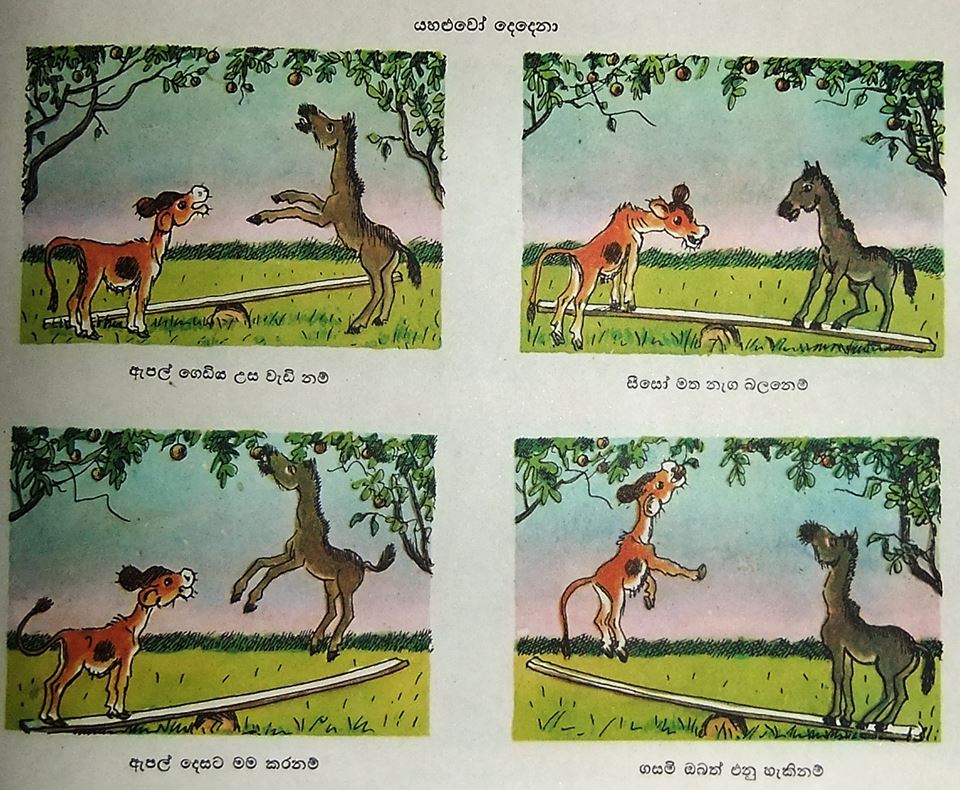 යහළුවෝ දෙදෙනා
ඇපල් ගෙඩිය උස වැඩි නම්
සීසෝ මත නැග බලනෙමි
ඇපල් දෙසට මම කරනම්
ගසමි ඔබත් එනු හැකිනම්